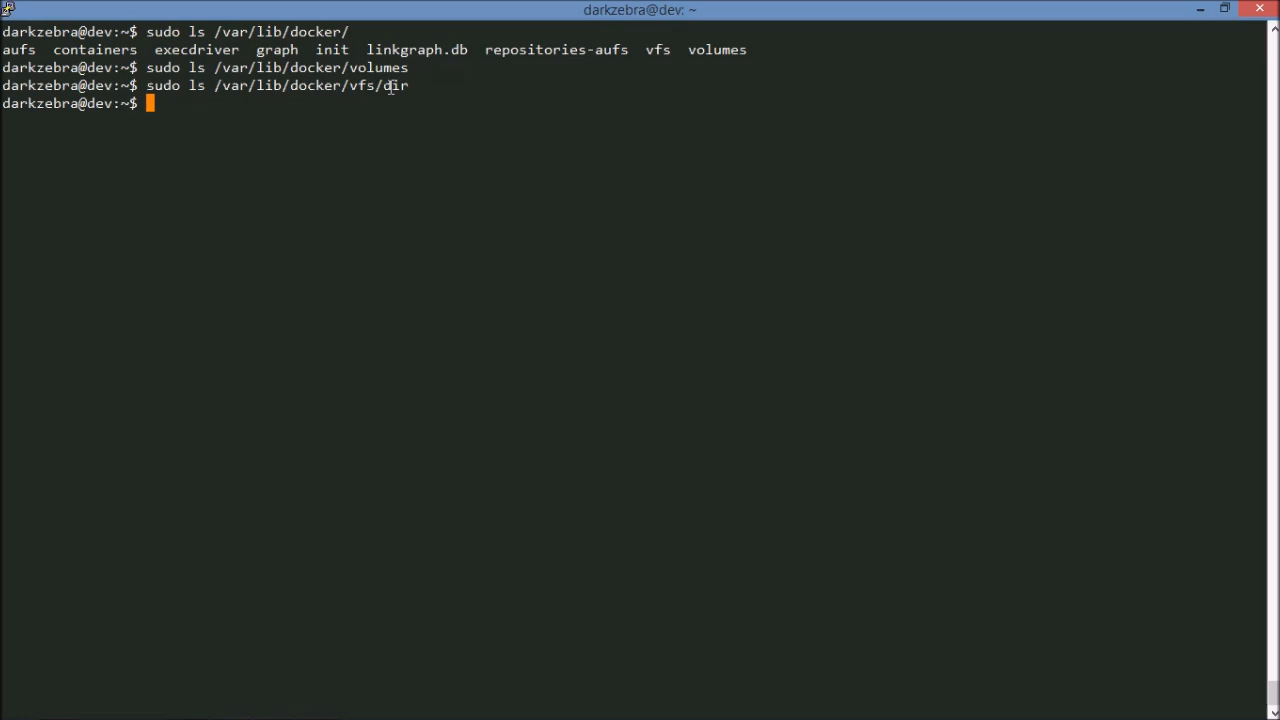 darkzebra@dev: ~
darkzebra@dev:~$ sudo ls /var/lib/docker/
aufs  containers  execdriver  graph  init  linkgraph.db  repositories-aufs  vfs  volumes
darkzebra@dev:~$ sudo ls /var/lib/docker/volumes
darkzebra@dev:~$ sudo ls /var/lib/docker/vfs/dir
darkzebra@dev:~$